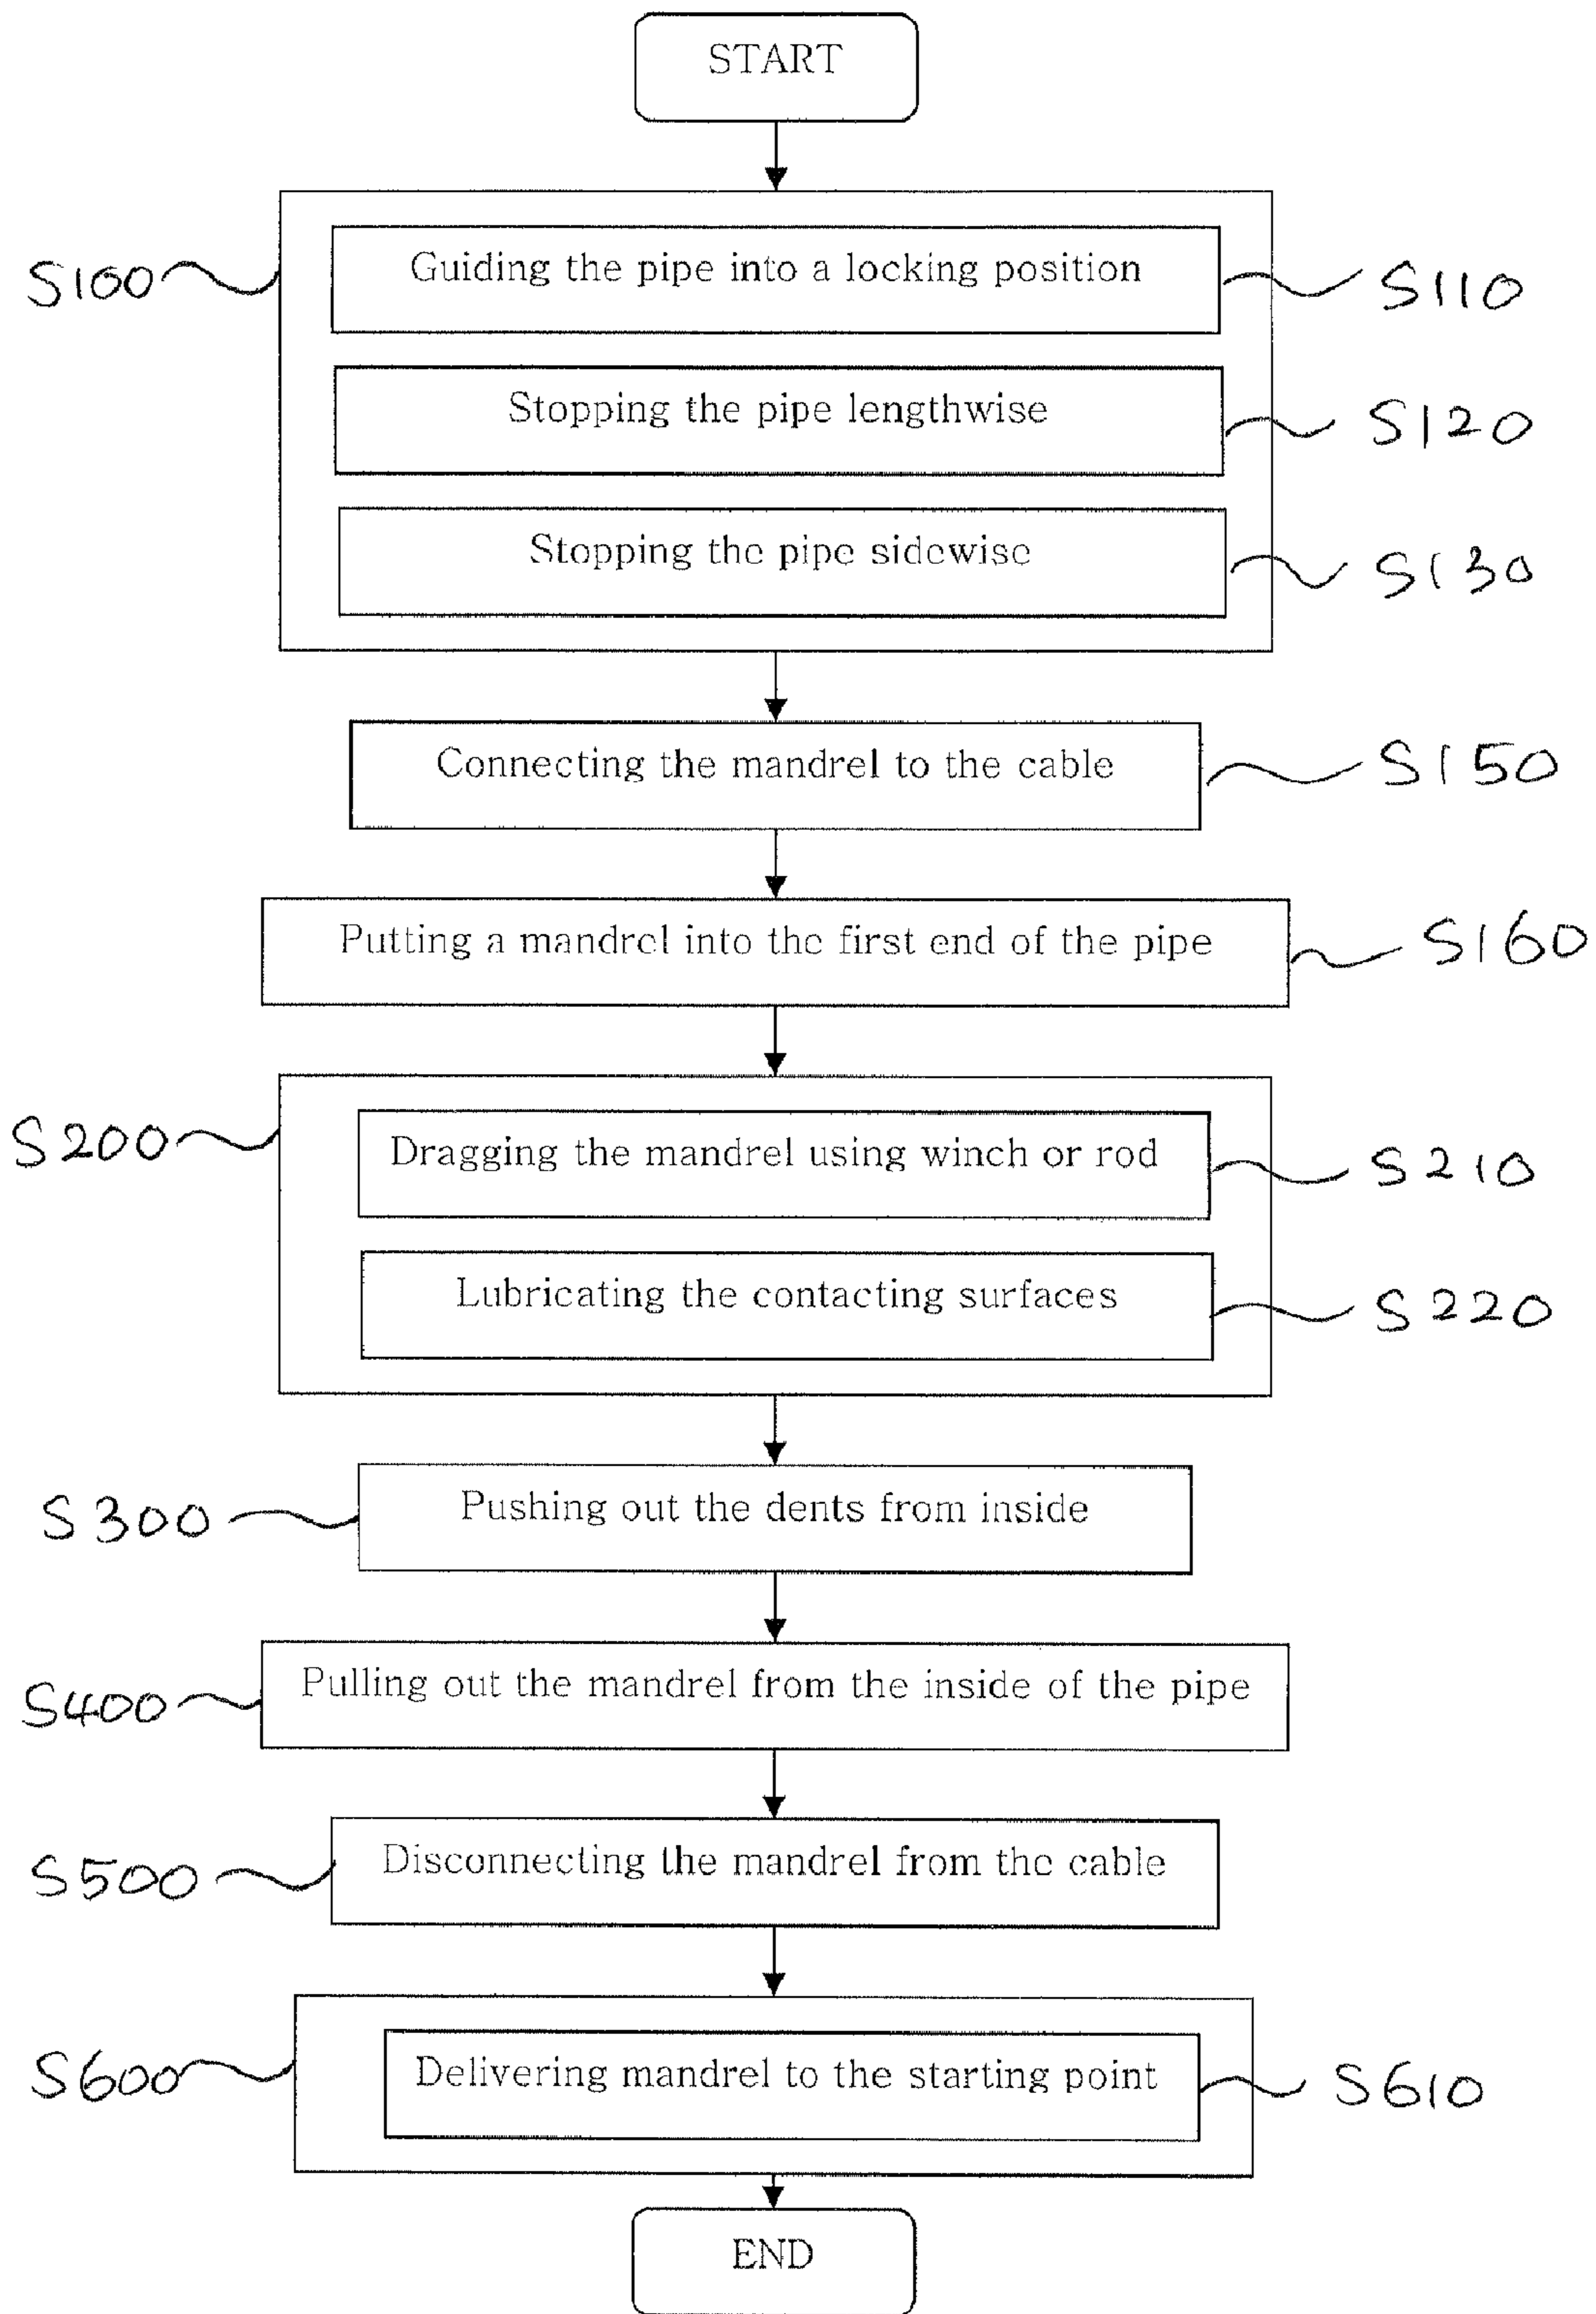 START
S100
Guiding the pipe into a locking position
S110
Stopping the pipe lengthwise
S120
Stopping the pipe sidewise
S130
Connecting the mandrel to the cable
S150
Putting a mandrel into the first end of the pipe
S160
S200
Dragging the mandrel using winch or rod
S210
Lubricating the contacting surfaces
S220
S300
Pushing out the dents from inside
S400
Pulling out the mandrel from the inside of the pipe
S500
Disconnecting the mandrel from the cable
S600
Delivering mandrel to the starting point
S610
END